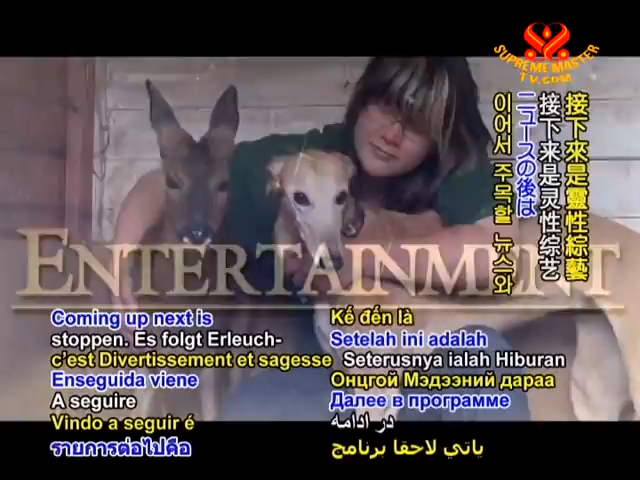 SUPREME MASTER
TV.COM
接下來是靈性綜藝
接下来是灵性综艺
ニュースの後は
이어서 주목할 뉴스와
ENTERTAINMENT
Coming up next is
stoppen. Es folgt Erleuch-
c'est Divertissement et sagesse
Enseguida viene
A seguire
Vindo a seguir é
รายการต่อไปคือ
Kế đến là
Setelah ini adalah
Seterusnya ialah Hiburan
Онцгой Мэдээний дараа
Далее в программе
در ادامه
ياتي لاحقا برنامج